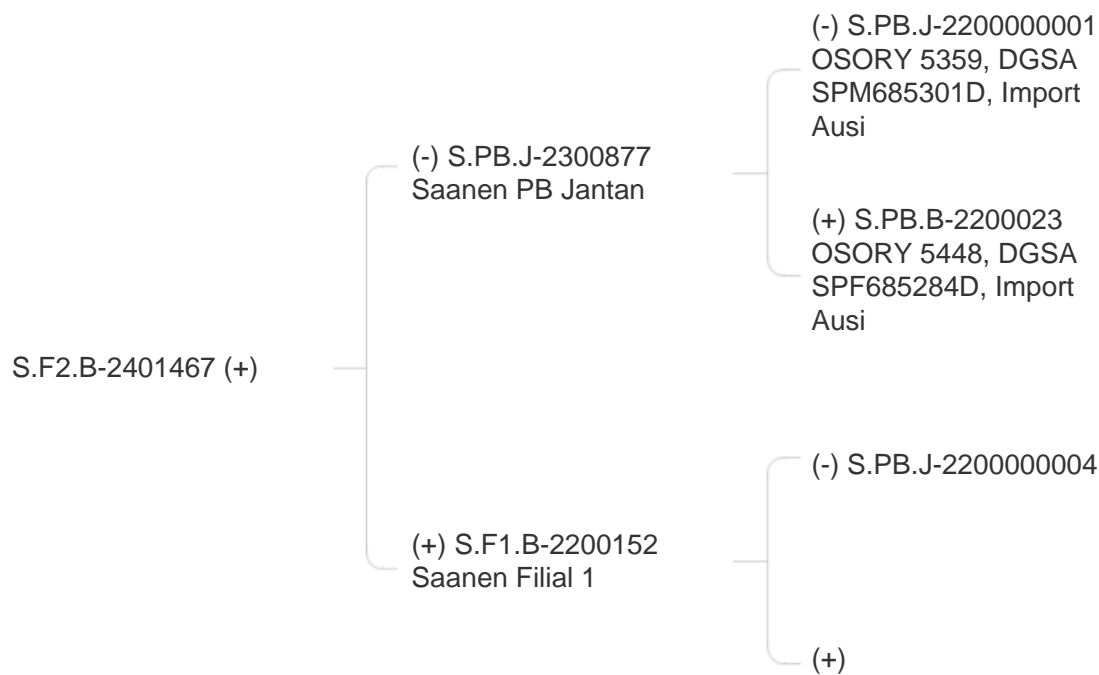 (-) S.PB.J-2200000001
OSORY 5359, DGSA
SPM685301D, Import
Ausi
(-) S.PB.J-2300877
Saanen PB Jantan
(+) S.PB.B-2200023
OSORY 5448, DGSA
SPF685284D, Import
Ausi
S.F2.B-2401467 (+)
(-) S.PB.J-2200000004
(+) S.F1.B-2200152
Saanen Filial 1
(+)